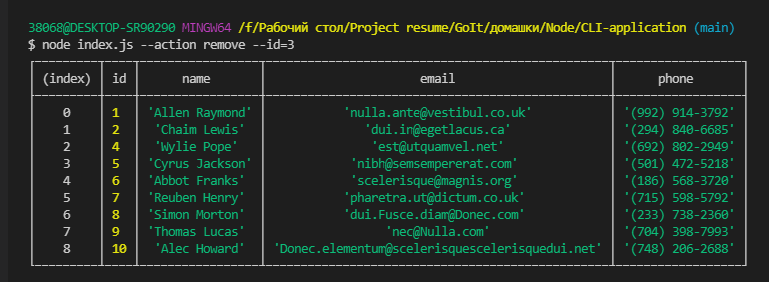 38068@DESKTOP-SR90290 MINGW64 /f/Рабочий стол/Project resume/GoIt/домашки/Node/CLI-application (main)
$ node index.js --action remove --id=3
(index) id name email phone
0 1 'Allen Raymond' 'nulla.ante@vestibul.co.uk' '(992) 914-3792'
1 2 'Chaim Lewis' 'dui.in@egetlacus.ca' '(294) 840-6685'
2 4 'Wylie Pope' 'est@utquamvel.net' '(692) 802-2949'
3 5 'Cyrus Jackson' 'nibh@semsempererat.com' '(501) 472-5218'
4 6 'Abbot Franks' 'scelerisque@magnis.org' '(186) 568-3720'
5 7 'Reuben Henry' 'pharetra.ut@dictum.co.uk' '(715) 598-5792'
6 8 'Simon Morton' 'dui.Fusce.diam@Donec.com' '(233) 738-2360'
7 9 'Thomas Lucas' 'nec@Nulla.com' '(704) 398-7993'
8 10 'Alec Howard' 'Donec.elementum@scelerisquescelerisquedui.net' '(748) 206-2688'